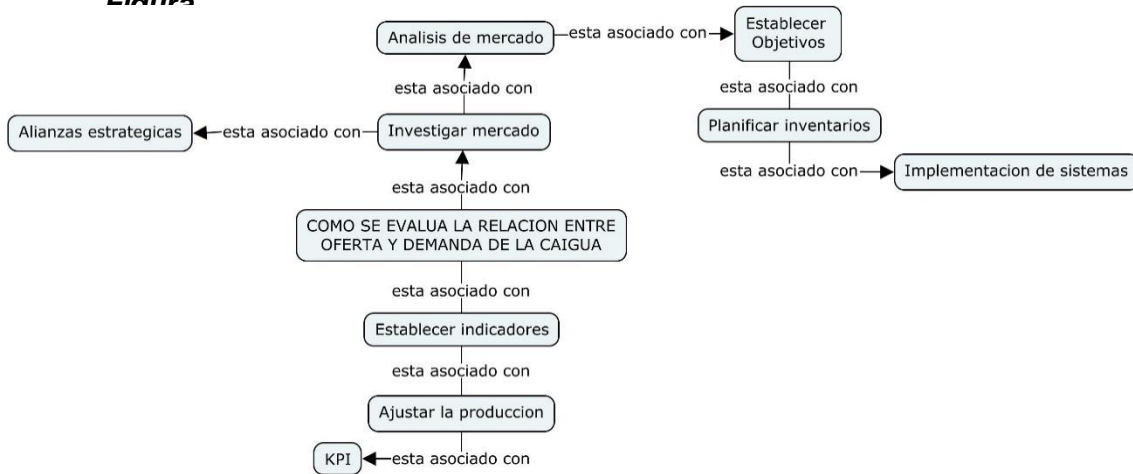 Figura
Analisis de mercado esta asociado con Establecer
Objetivos
esta asociado con esta asociado con
Alianzas estrategicas esta asociado con Investigar mercado Planificar inventarios
esta asociado con esta asociado con Implementacion de sistemas
COMO SE EVALUA LA RELACION ENTRE
OFERTA Y DEMANDA DE LA CAIGUA
esta asociado con
Establecer indicadores
esta asociado con
Ajustar la produccion
KPI esta asociado con